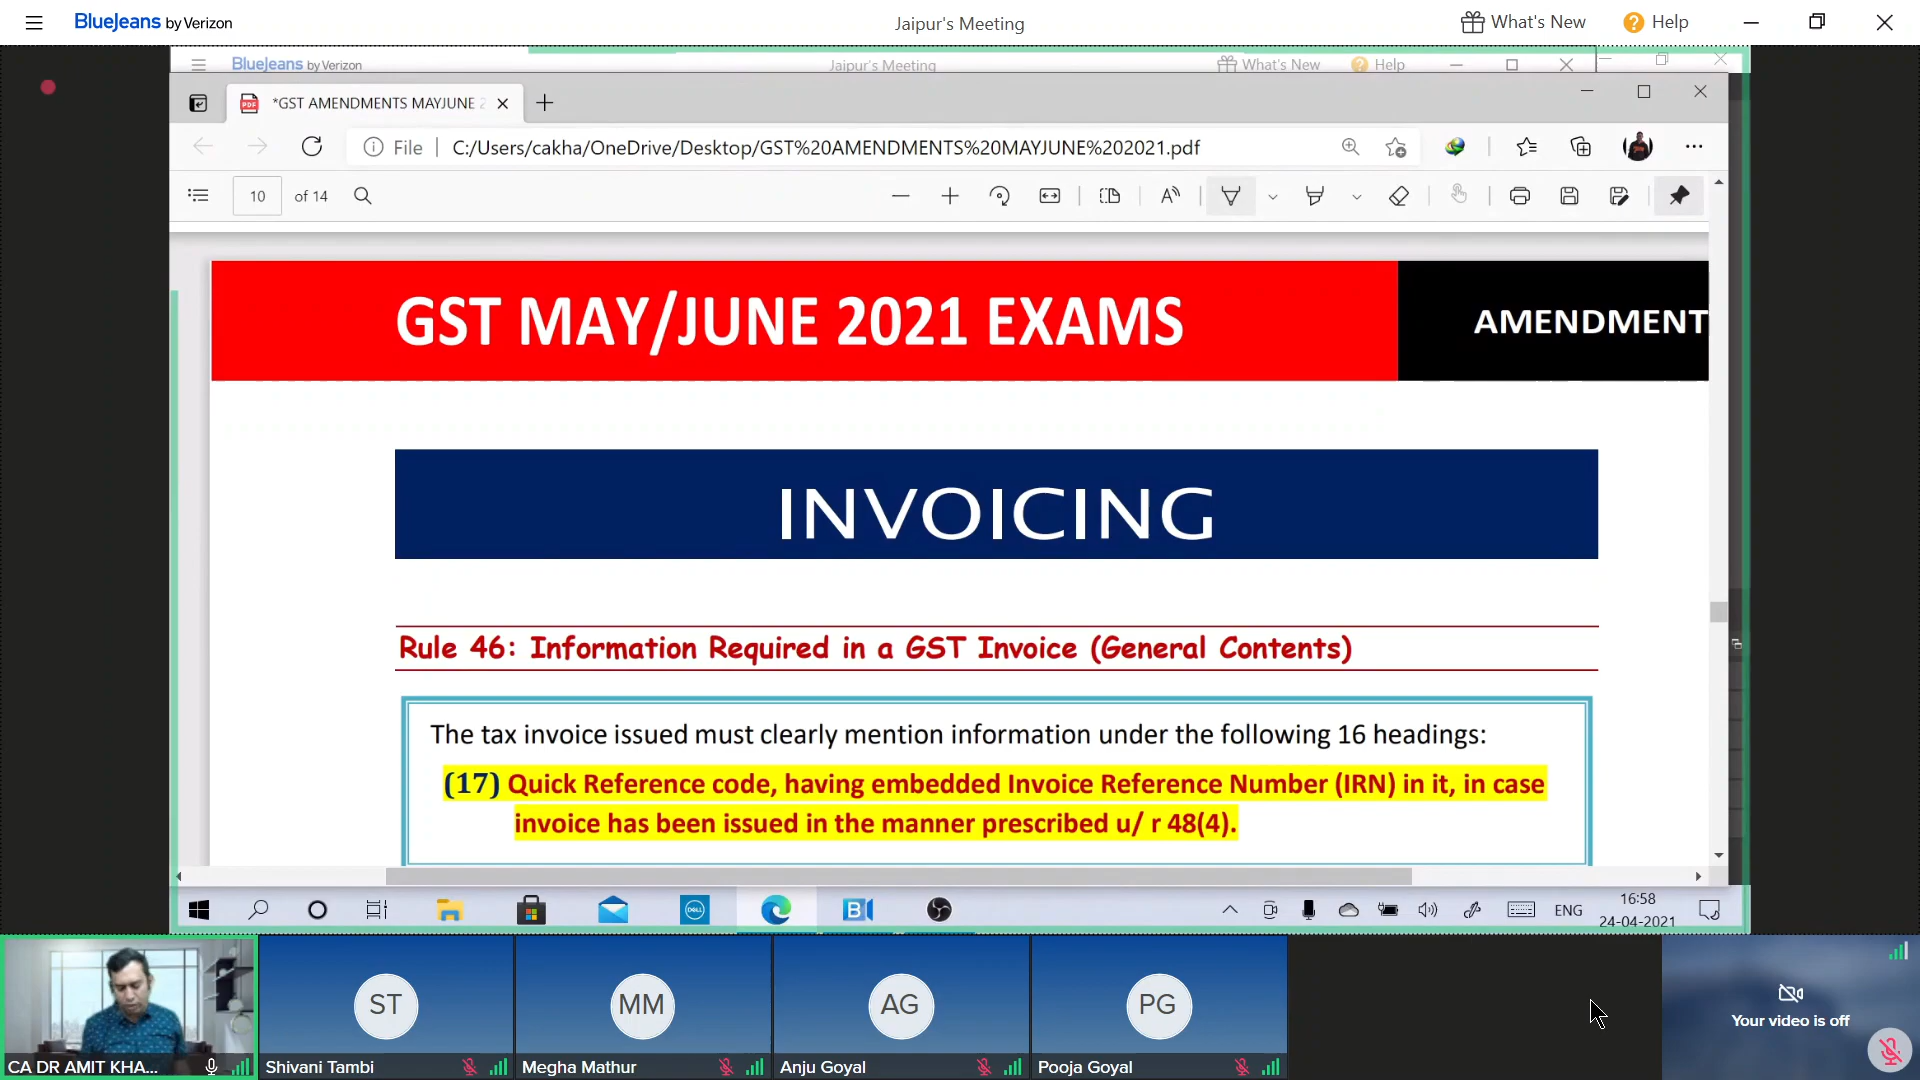 BlueJeans by Verizon
Jaipur's Meeting
What's New
Help
BlueJeans by Verizon
Jaipur's Meeting
What's New
Help
*GST AMENDMENTS MAYJUNE 2
File
C:/Users/cakha/OneDrive/Desktop/GST%20AMENDMENTS%20MAYJUNE%202021.pdf
10 of 14
GST MAY/JUNE 2021 EXAMS
AMENDMENT
INVOICING
Rule 46: Information Required in a GST Invoice (General Contents)
The tax invoice issued must clearly mention information under the following 16 headings:
(17) Quick Reference code, having embedded Invoice Reference Number (IRN) in it, in case
invoice has been issued in the manner prescribed u/ r 48(4).
DELL
ENG
16:58
24-04-2021
ST
MM
AG
PG
Your video is off
CA DR AMIT KHA...
Shivani Tambi
Megha Mathur
Anju Goyal
Pooja Goyal